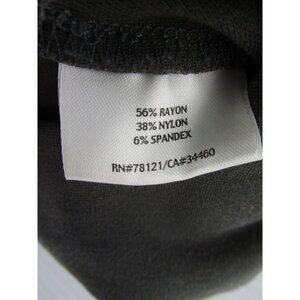 56% RAYON
38% NYLON
6% SPANDEX
RN#78121/CA#34460